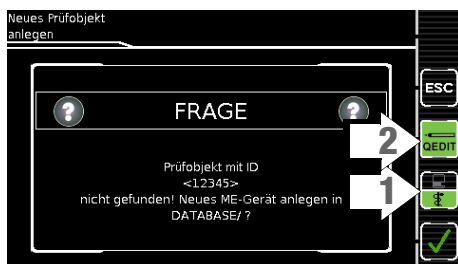 Neues Prüfobjekt
anlegen
ESC
FRAGE
2
QEDIT
Prüfobjekt mit ID
<12345>
1
nicht gefunden! Neues ME-Gerät anlegen in
DATABASE/ ?